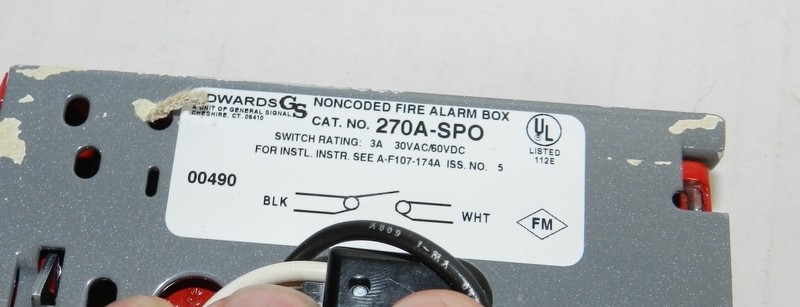 EDWARDS GS NONCODED FIRE ALARM BOX
A UNIT OF GENERAL SIGNAL
CHESHIRE, CT. 06410
CAT. NO. 270A-SPO
SWITCH RATING: 3A 30VAC/60VDC
FOR INSTL. INSTR. SEE A-F107-174A ISS. NO. 5
UL
LISTED
112E
00490
BLK WHT
FM